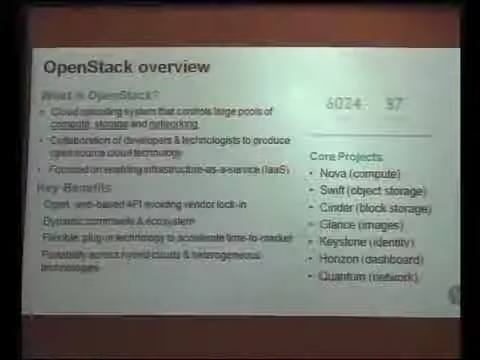 OpenStack overview
What is OpenStack?
• Cloud operating system that controls large pools of
compute, storage and networking
• Collaboration of developers & technologists to produce
open source cloud technology
• Focused on enabling infrastructure-as-a-service (IaaS)
Key Benefits
Open, web-based API avoiding vendor lock-in
Dynamic community & ecosystem
Flexible plug-in technology to accelerate time-to-market
Portability across hybrid clouds & heterogeneous
technologies
6024 37
Core Projects
• Nova (compute)
• Swift (object storage)
• Cinder (block storage)
• Glance (images)
• Keystone (identity)
• Horizon (dashboard)
• Quantum (network)